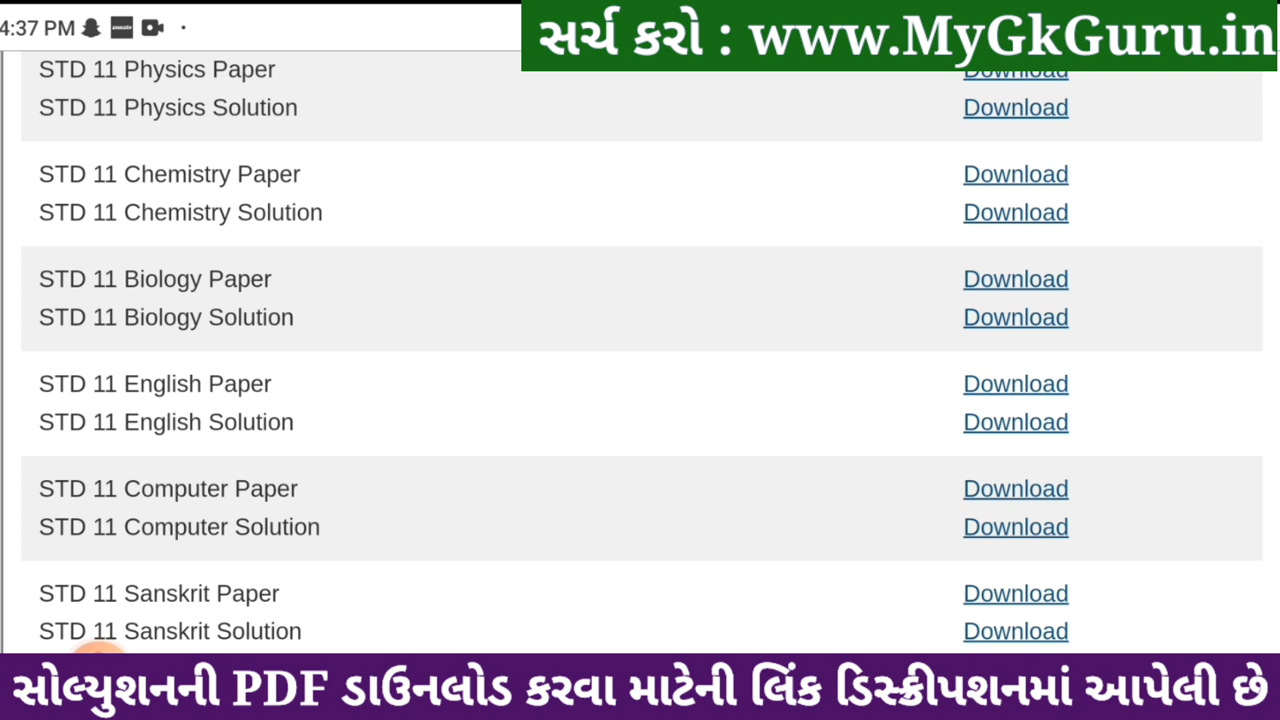 4:37 PM
સર્ચ કરો : www.MyGkGuru.in
STD 11 Physics Paper Download
STD 11 Physics Solution Download
STD 11 Chemistry Paper Download
STD 11 Chemistry Solution Download
STD 11 Biology Paper Download
STD 11 Biology Solution Download
STD 11 English Paper Download
STD 11 English Solution Download
STD 11 Computer Paper Download
STD 11 Computer Solution Download
STD 11 Sanskrit Paper Download
STD 11 Sanskrit Solution Download
સોલ્યુશનની PDF ડાઉનલોડ કરવા માટેની લિંક ડિસ્ક્રીપશનમાં આપેલી છે